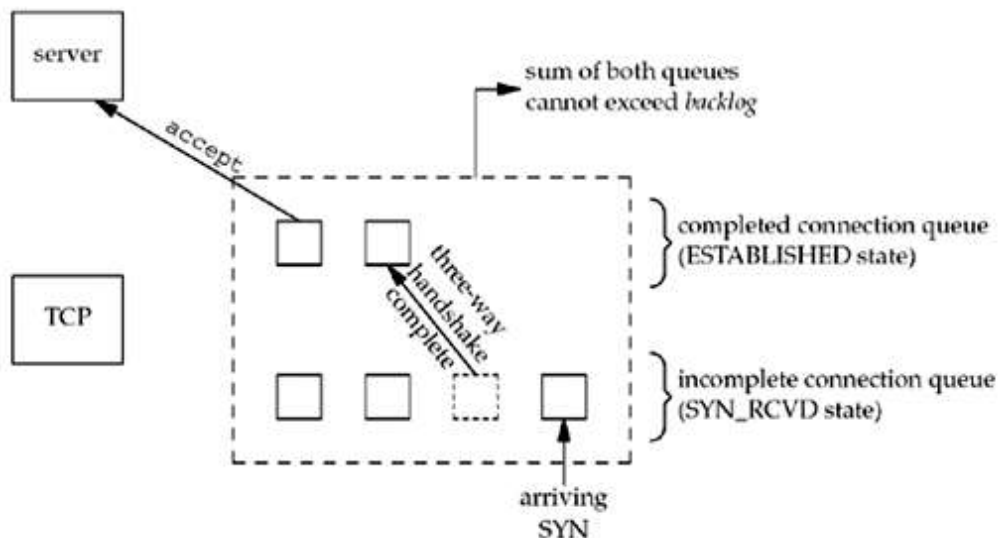 server
sum of both queues
cannot exceed backlog
accept
completed connection queue
(ESTABLISHED state)
three-way
handshake
complete
TCP
incomplete connection queue
(SYN_RCVD state)
arriving
SYN